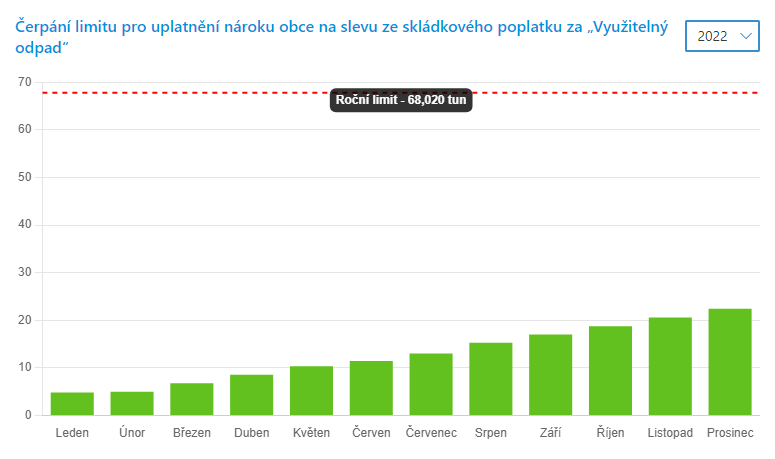 Čerpání limitu pro uplatnění nároku obce na slevu ze skládkového poplatku za „Využitelný
odpad“
2022
70
Roční limit - 68,020 tun
60
50
40
30
20
10
0
Leden Únor Březen Duben Květen Červen Červenec Srpen Září Říjen Listopad Prosinec